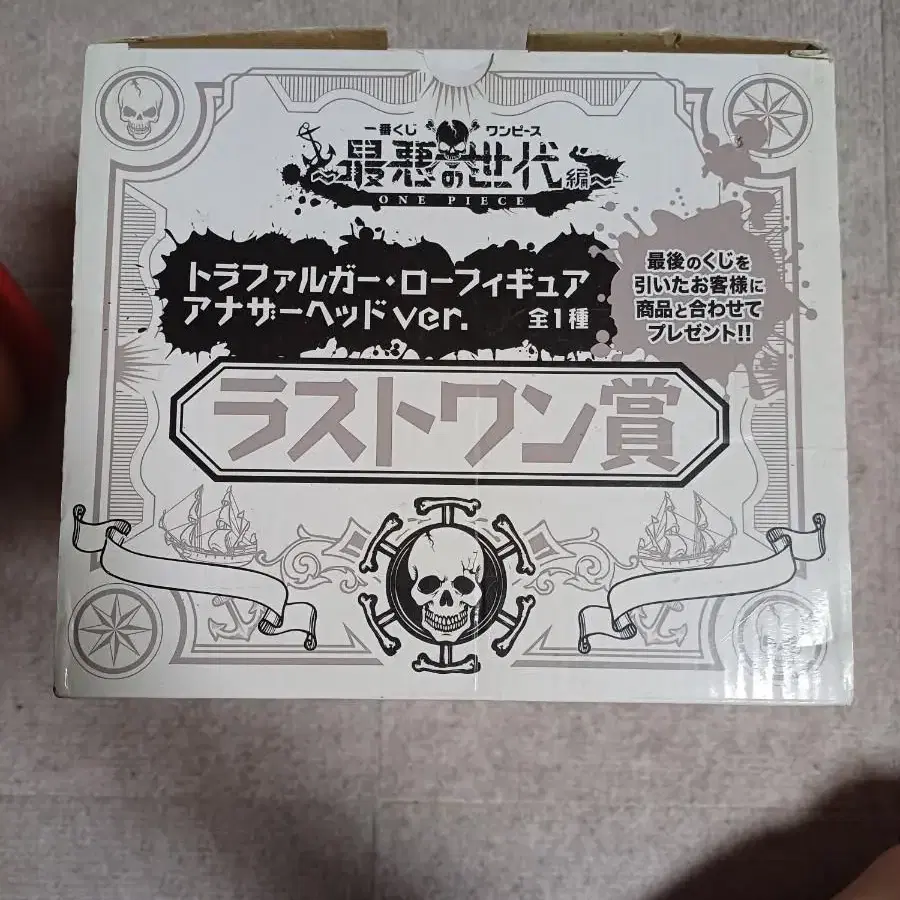 一番くじ ワンピース
～最悪の世代編～
ONE PIECE
トラファルガー・ローフィギュア
アナザーヘッドver. 全1種
最後のくじを
引いたお客様に
商品と合わせて
プレゼント!!
ラストワン賞